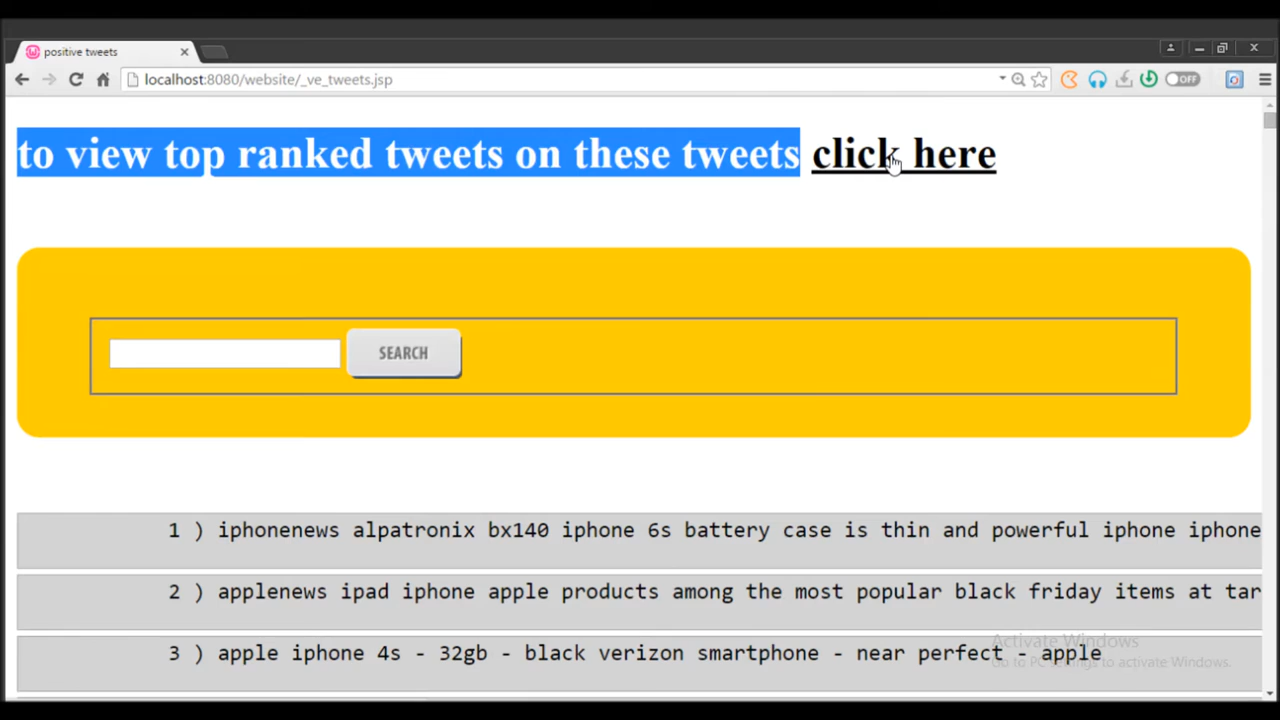 positive tweets
localhost:8080/website/_ve_tweets.jsp
OFF
to view top ranked tweets on these tweets click here
SEARCH
1 ) iphonenews alpatronix bx140 iphone 6s battery case is thin and powerful iphone iphone
2 ) applenews ipad iphone apple products among the most popular black friday items at tar
3 ) apple iphone 4s - 32gb - black verizon smartphone - near perfect - apple
Activate Windows
Go to PC settings to activate Windows.